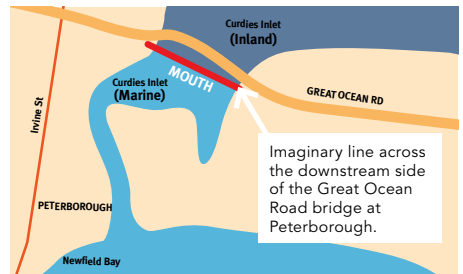 Curdies Inlet
(Inland)
MOUTH
Curdies Inlet
(Marine)
GREAT OCEAN RD
Irvine St
Imaginary line across
the downstream side
of the Great Ocean
Road bridge at
Peterborough.
PETERBOROUGH
Newfield Bay